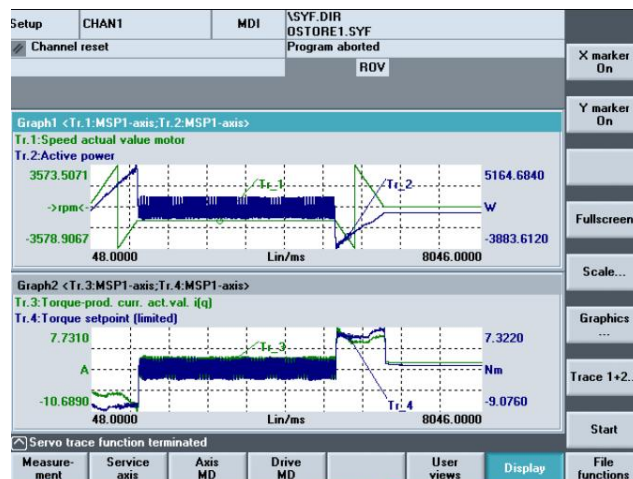 Setup CHAN1 MDI \SYF.DIR
OSTORE1.SYF
Channel reset Program aborted
ROV
X marker
On
Y marker
On
Graph1 <Tr.1:MSP1-axis;Tr.2:MSP1-axis>
Tr.1:Speed actual value motor
Tr.2:Active power
3573.5071 Tr_1 Tr_2 5164.6840
->rpm<- W
-3578.9067 -3883.6120
48.0000 Lin/ms 8046.0000
Fullscreen
Scale...
Graph2 <Tr.3:MSP1-axis;Tr.4:MSP1-axis>
Tr.3:Torque-prod. curr. act.val. i(q)
Tr.4:Torque setpoint (limited)
7.7310 Tr_3 7.3220
A Nm
-10.6890 Tr_4 -9.0760
48.0000 Lin/ms 8046.0000
Graphics
...
Trace 1+2..
Start
Servo trace function terminated
Measure-
ment
Service
axis
Axis
MD
Drive
MD
User
views
Display
File
functions